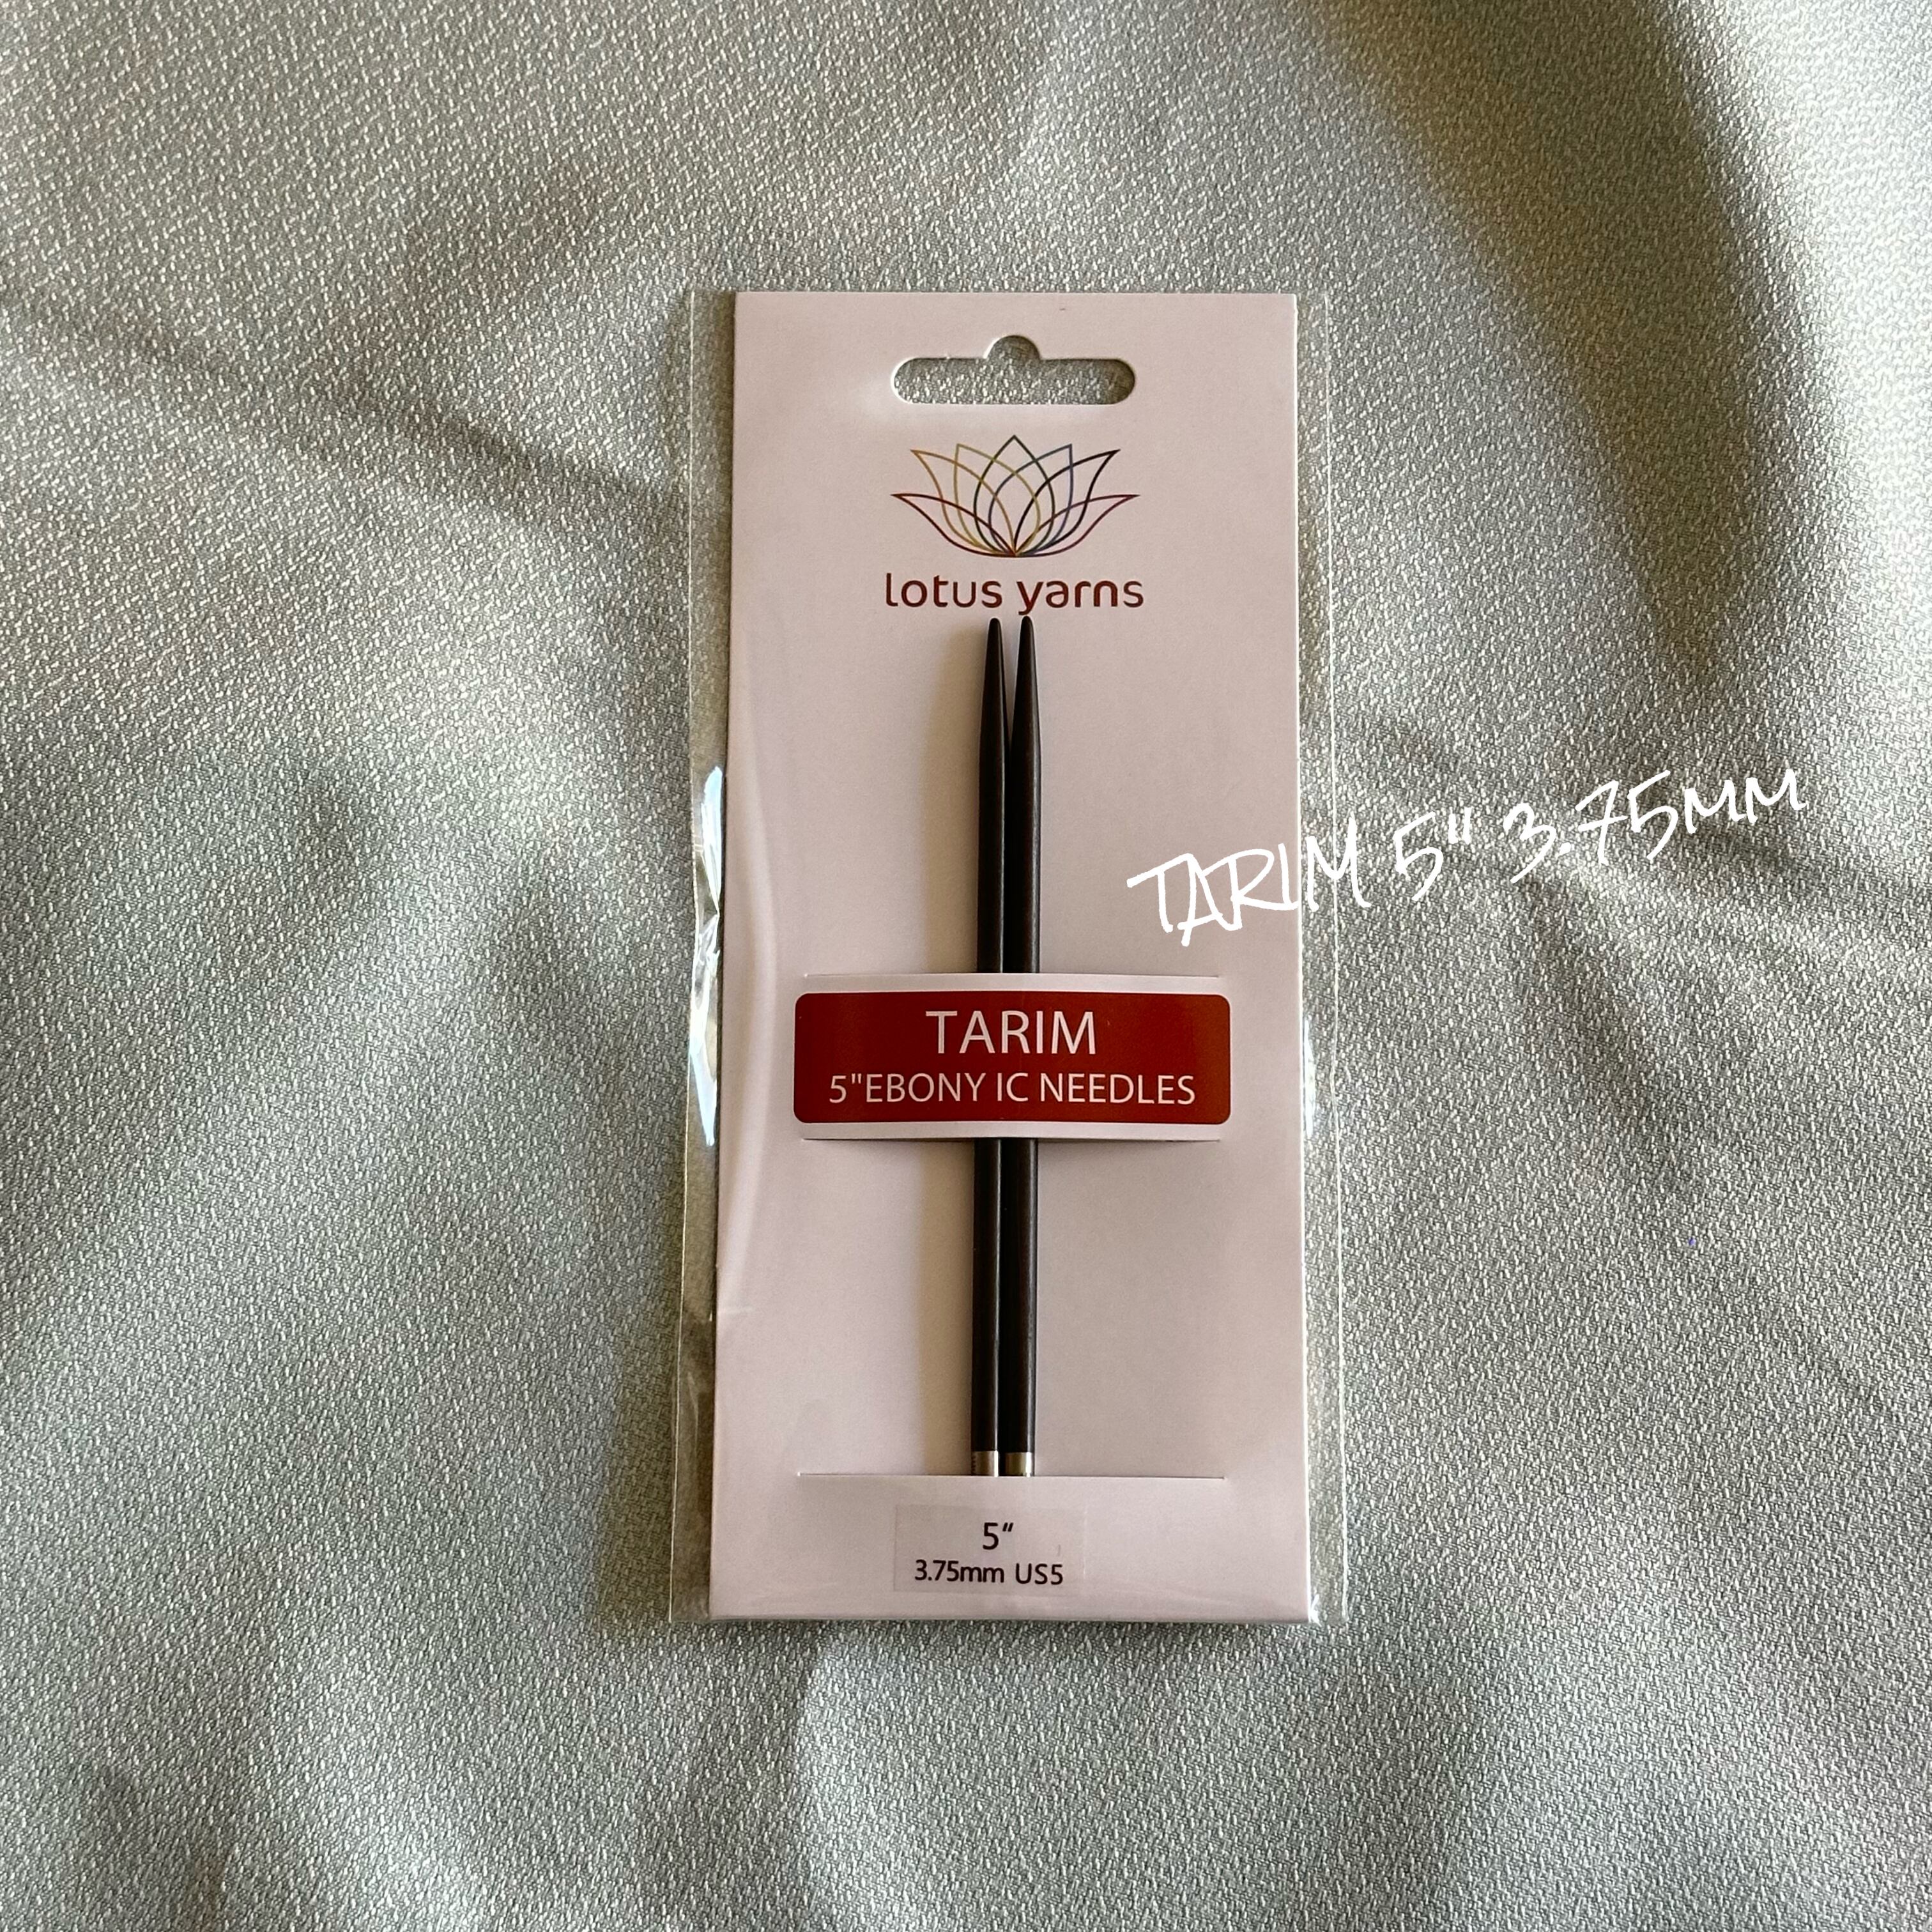 lotus yarns
TARIM 5" 3.75MM
TARIM
5"EBONY IC NEEDLES
5“
3.75mm US5